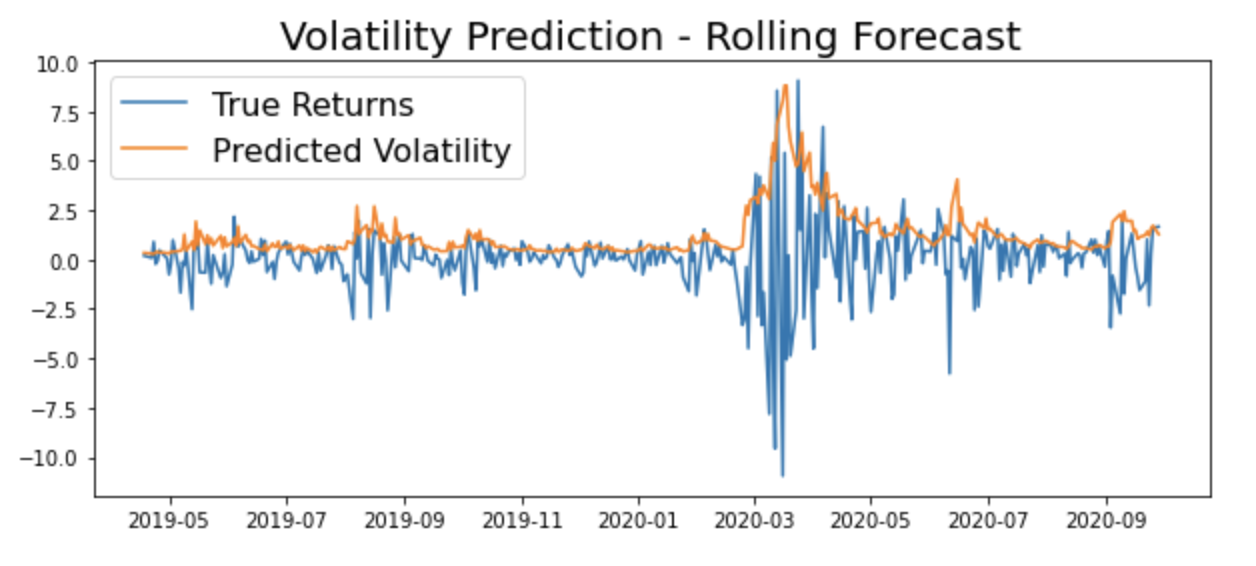 Volatility Prediction - Rolling Forecast
True Returns
Predicted Volatility
10.0
7.5
5.0
2.5
0.0
−2.5
−5.0
−7.5
−10.0
2019-05 2019-07 2019-09 2019-11 2020-01 2020-03 2020-05 2020-07 2020-09